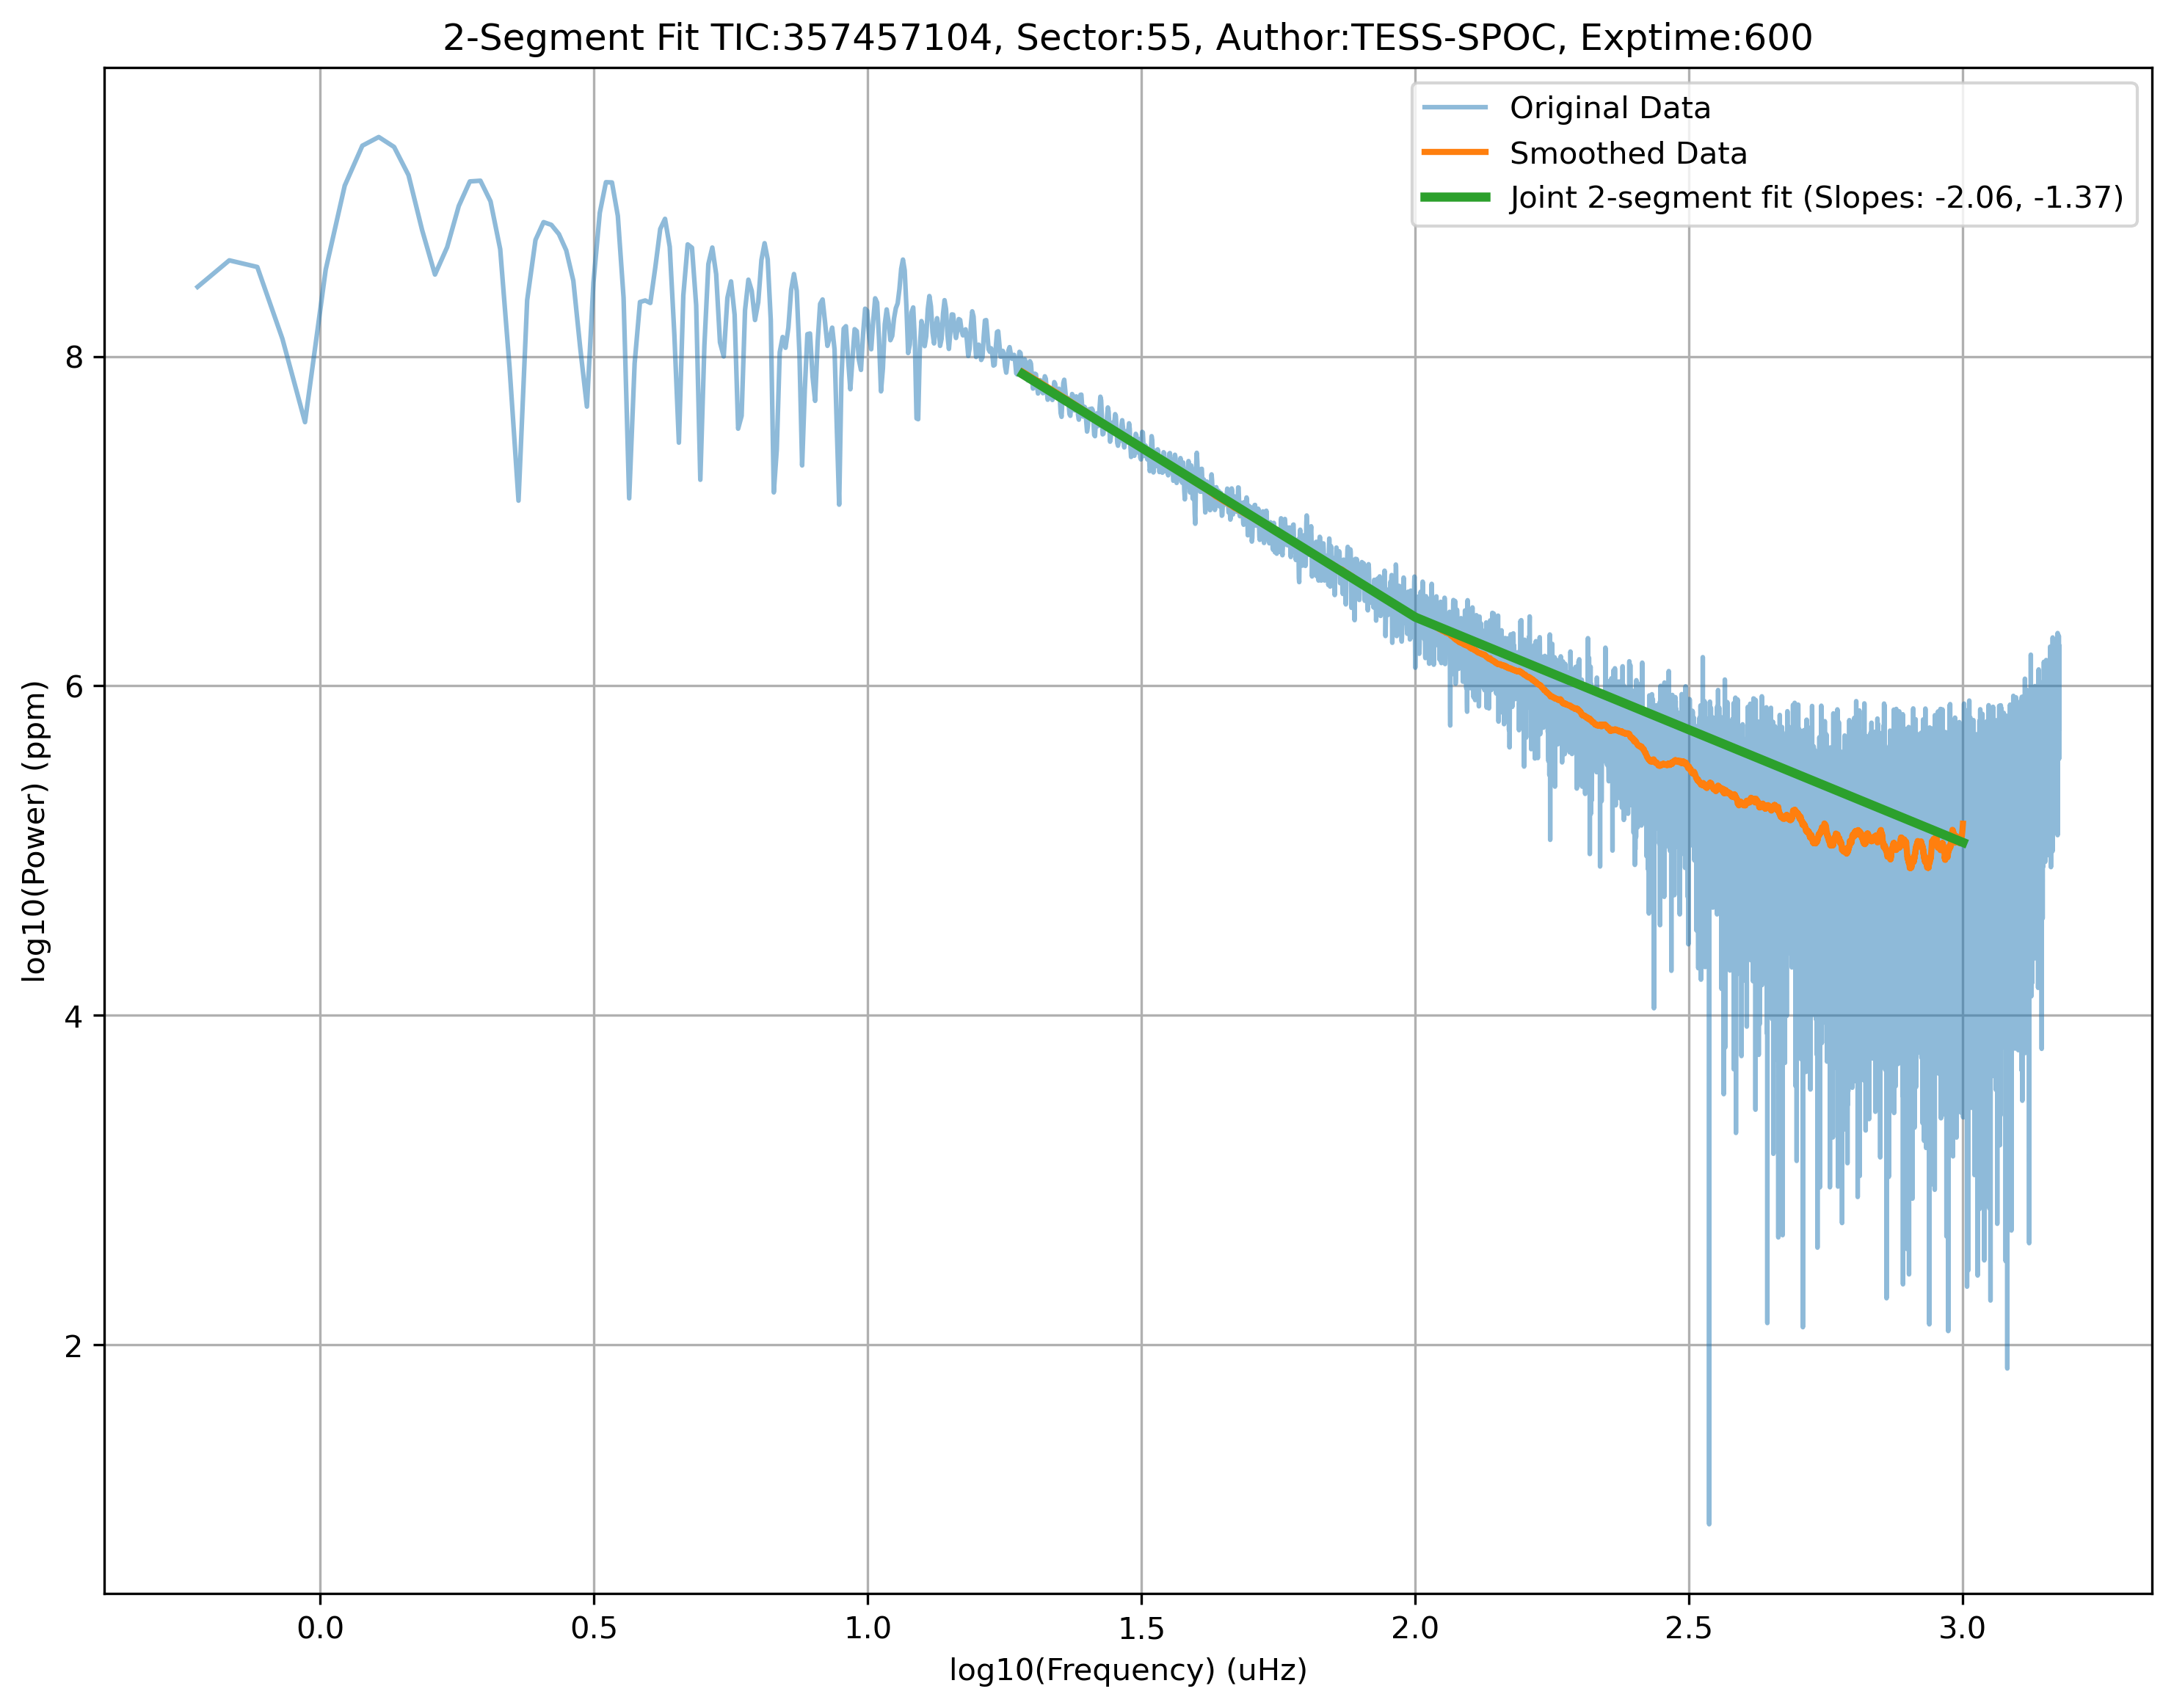 2-Segment Fit TIC:357457104, Sector:55, Author:TESS-SPOC, Exptime:600
Original Data
Smoothed Data
Joint 2-segment fit (Slopes: -2.06, -1.37)
log10(Power) (ppm)
8
6
4
2
0.0 0.5 1.0 1.5 2.0 2.5 3.0
log10(Frequency) (uHz)